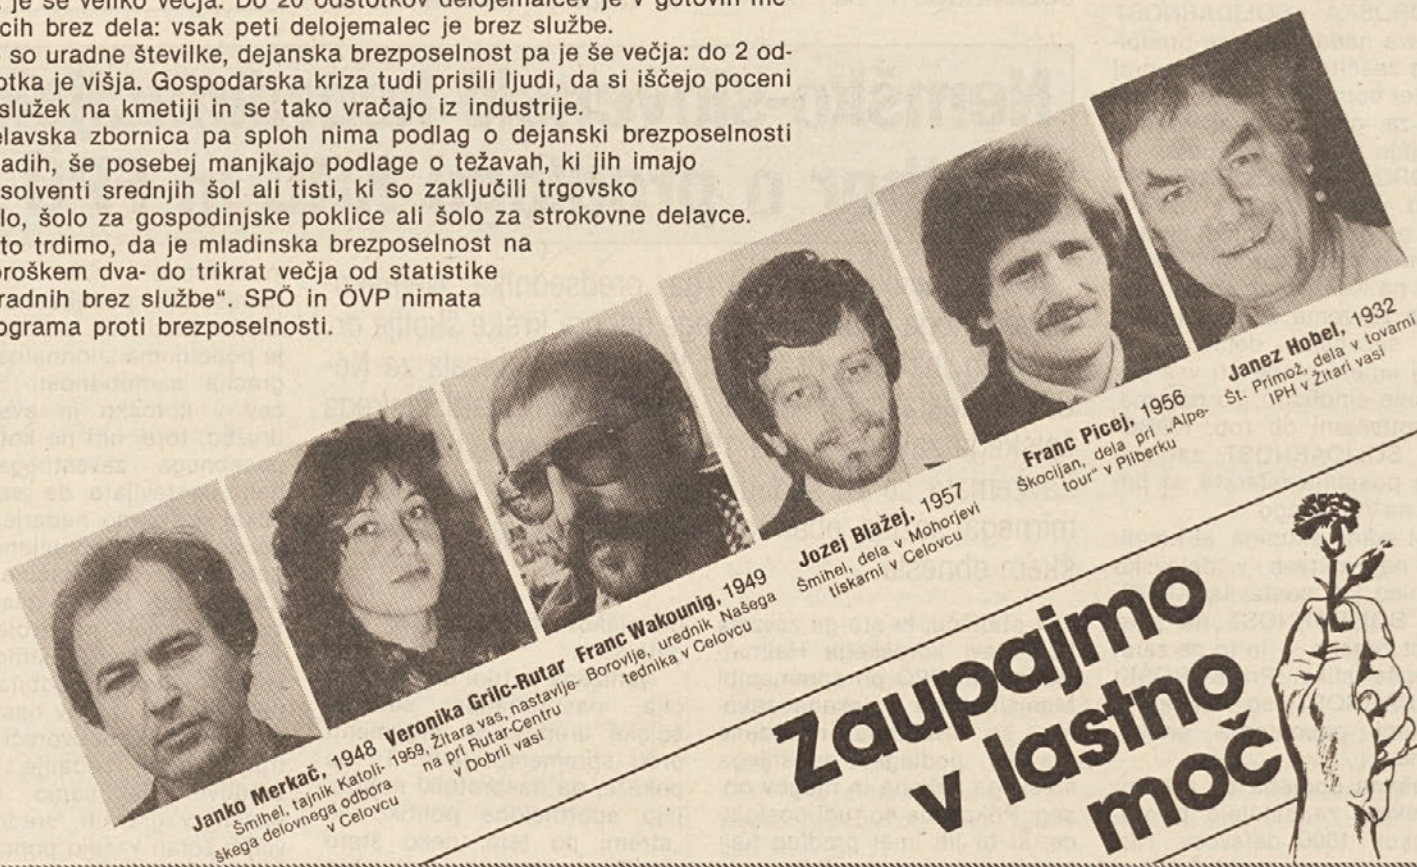 je še veliko večja. Do 20 odstotkov delojemalcev je v gotovih me-
cih brez dela: vsak peti delojemalec je brez službe.
so uradne številke, dejanska brezposelnost pa je še večja: do 2 od-
otka je višja. Gospodarska kriza tudi prisili ljudi, da si iščejo poceni
služek na kmetiji in se tako vračajo iz industrije.
elavska zbornica pa sploh nima podlag o dejanski brezposelnosti
adih, še posebej manjkajo podlage o težavah, ki jih imajo
solventi srednjih šol ali tisti, ki so zaključili trgovsko
lo, šolo za gospodinjske poklice ali šolo za strokovne delavce.
to trdimo, da je mladinska brezposelnost na
oroškem dva- do trikrat večja od statistike
radnih brez službe“. SPÖ in ÖVP nimata
ograma proti brezposelnosti.
Janko Merkač, 1948
Šmihel, tajnik Katoli-
škega delovnega odbora
v Celovcu
Veronika Grilc-Rutar
1959, Žitara vas, nastavlje-
na pri Rutar-Centru
v Dobrli vasi
Franc Wakounig, 1949
Borovlje, urednik Našega
tednika v Celovcu
Jozej Blažej, 1957
Šmihel, dela v Mohorjevi
tiskarni v Celovcu
Franc Picej, 1956
Škocijan, dela pri „Alpe-
tour“ v Pliberku
Janez Hobel, 1932
Št. Primož, dela v tovarni
IPH v Žitari vasi
Zaupajmo
v lastno
moč